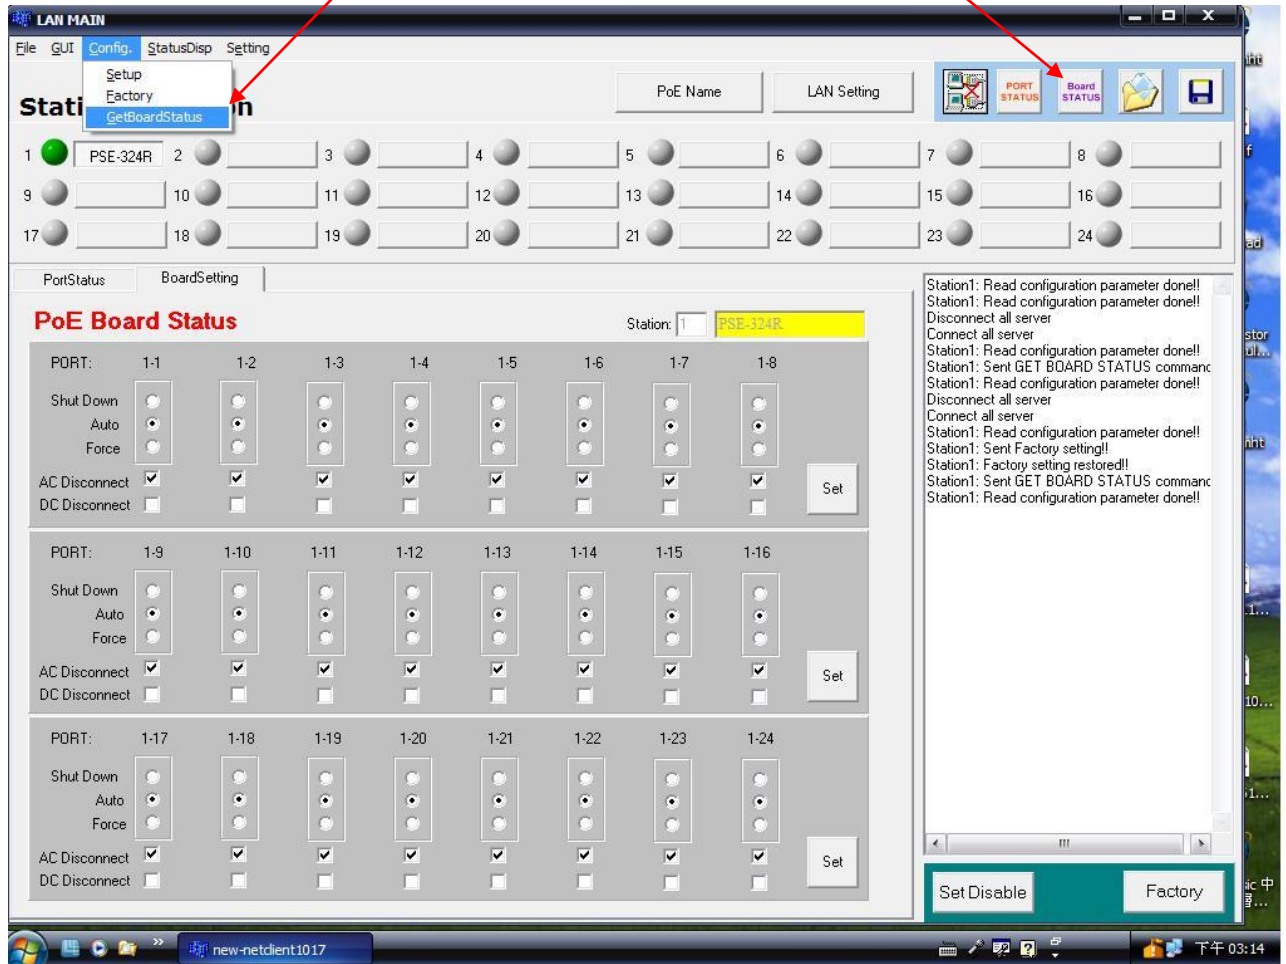 LAN MAIN
File GUI Config. StatusDisp Setting
Setup
Factory
GetBoardStatus
PoE Name LAN Setting PORT STATUS Board STATUS
1 PSE-324R 2 3 4 5 6 7 8
9 10 11 12 13 14 15 16
17 18 19 20 21 22 23 24
PortStatus BoardSetting
PoE Board Status Station: 1 PSE-324R
PORT: 1-1 1-2 1-3 1-4 1-5 1-6 1-7 1-8
Shut Down
Auto
Force
AC Disconnect
DC Disconnect
Set
PORT: 1-9 1-10 1-11 1-12 1-13 1-14 1-15 1-16
Shut Down
Auto
Force
AC Disconnect
DC Disconnect
Set
PORT: 1-17 1-18 1-19 1-20 1-21 1-22 1-23 1-24
Shut Down
Auto
Force
AC Disconnect
DC Disconnect
Set
Station1: Read configuration parameter done!!
Station1: Read configuration parameter done!!
Disconnect all server
Connect all server
Station1: Read configuration parameter done!!
Station1: Sent GET BOARD STATUS command
Station1: Read configuration parameter done!!
Disconnect all server
Connect all server
Station1: Read configuration parameter done!!
Station1: Sent Factory setting!!
Station1: Factory setting restored!!
Station1: Sent GET BOARD STATUS command
Station1: Read configuration parameter done!!
Set Disable Factory
new-netclient1017 下午 03:14